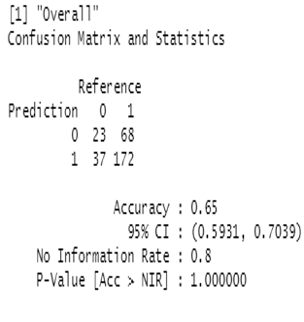 [1] "Overall"
Confusion Matrix and Statistics
Reference
Prediction 0 1
0 23 68
1 37 172
Accuracy : 0.65
95% CI : (0.5931, 0.7039)
No Information Rate : 0.8
P-Value [Acc > NIR] : 1.000000